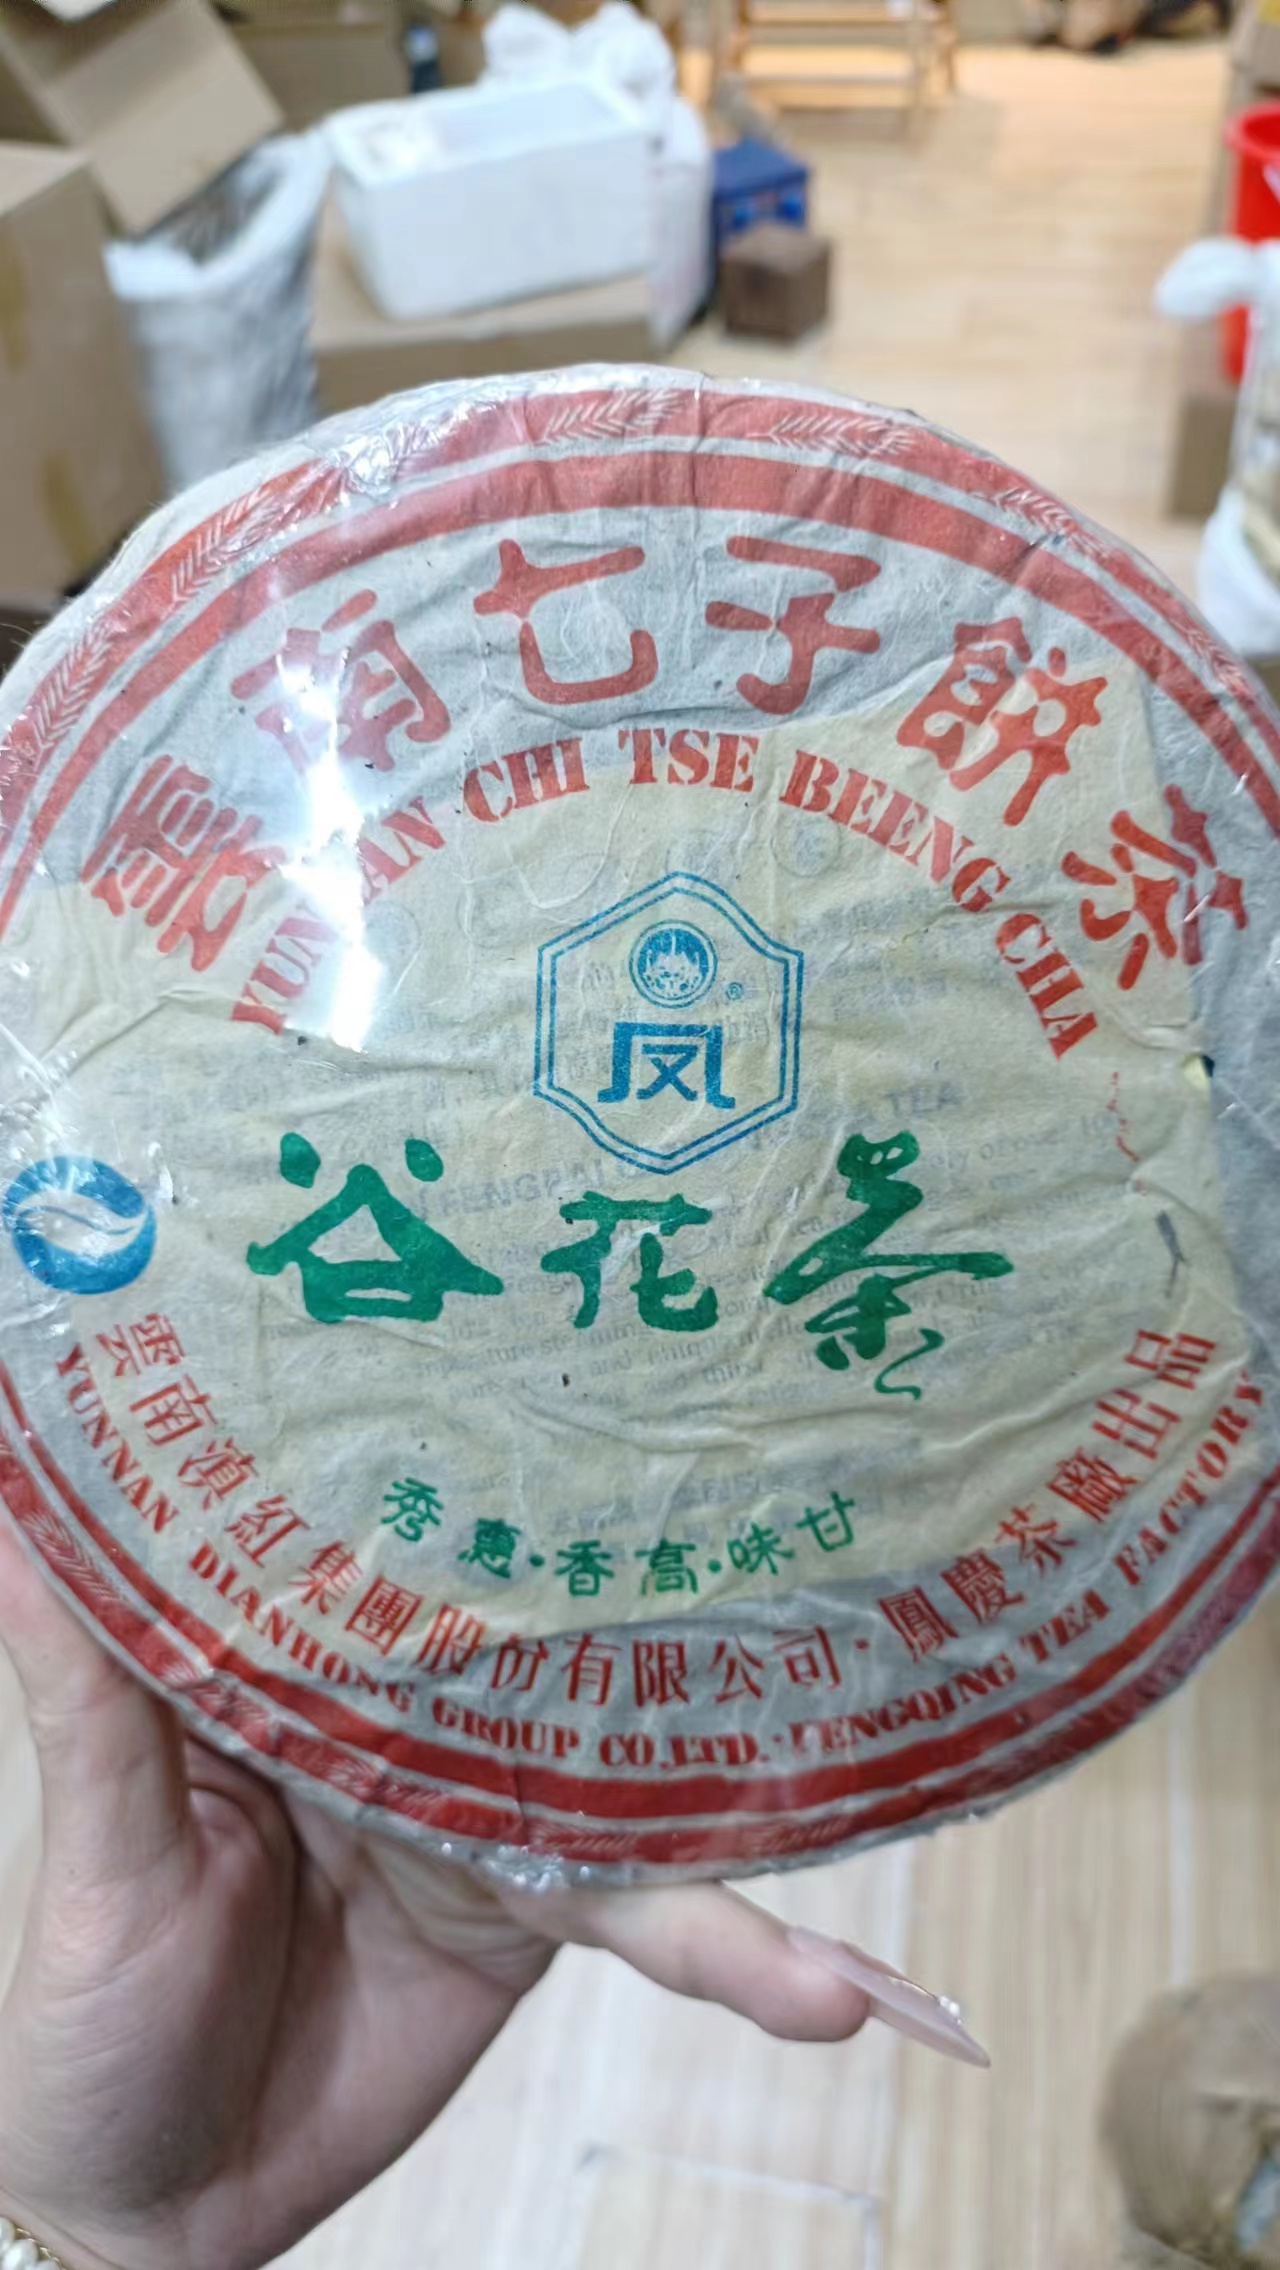 雲南七子餅茶
YUNNAN CHI TSE BEENG CHA
®
凤
谷花茶
秀惠·香高·味甘
雲南滇紅集團股份有限公司·鳳慶茶廠出品
YUNNAN DIANHONG GROUP CO.,LTD.·FENGQING TEA FACTORY